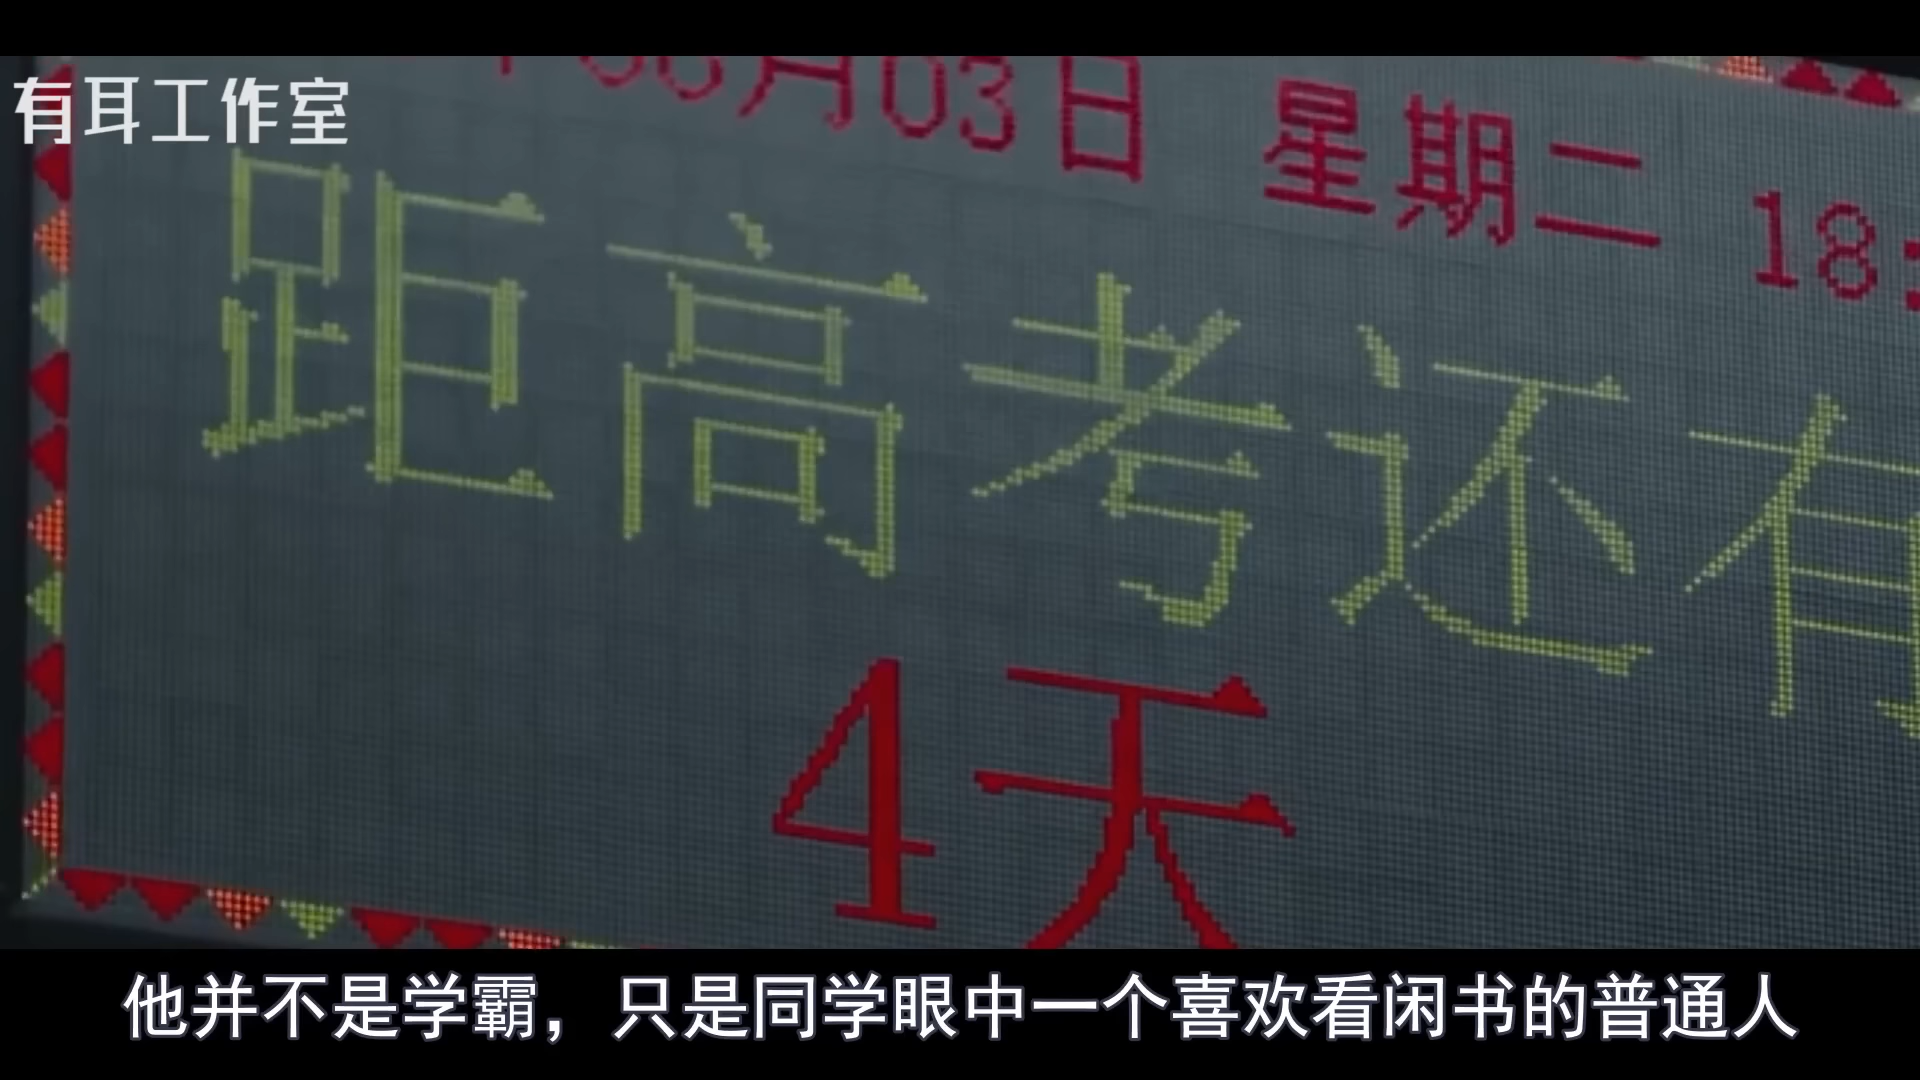 有耳工作室
06月03日 星期二 18:
距高考还有
4天
他并不是学霸，只是同学眼中一个喜欢看闲书的普通人